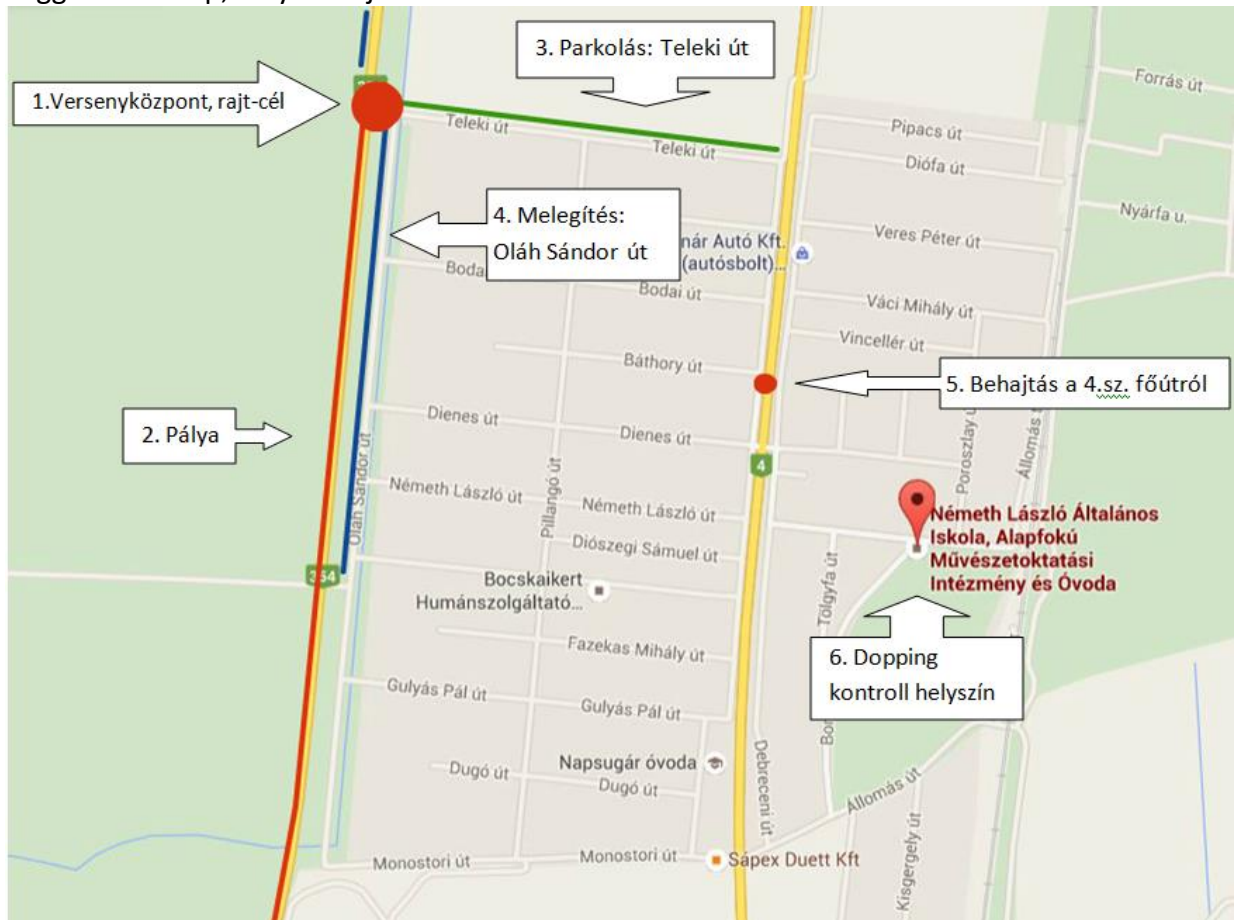 3. Parkolás: Teleki út
1.Versenyközpont, rajt-cél
Forrás út
Teleki út
Teleki út
Pipacs út
Diófa út
Nyárfa u.
4. Melegítés:
Oláh Sándor út
nár Autó Kft.
(autósbolt)...
Veres Péter út
Bodai út
Váci Mihály út
Vincellér út
Báthory út
5. Behajtás a 4.sz. főútról
2. Pálya
Dienes út
Dienes út
4
Poroszlay ú
Állomás
Oláh Sándor út
Pillangó út
Németh László út
Németh László út
Diószegi Sámuel út
Németh László Általános
Iskola, Alapfokú
Művészetoktatási
Intézmény és Óvoda
354
Bocskaikert
Humánszolgáltató...
Tölgyfa út
Fazekas Mihály út
6. Dopping
kontroll helyszín
Gulyás Pál út
Gulyás Pál út
Napsugár óvoda
Debreceni út
Dugó út
Dugó út
Állomás út
Monostori út
Monostori út
Sápex Duett Kft
Kisgergely út